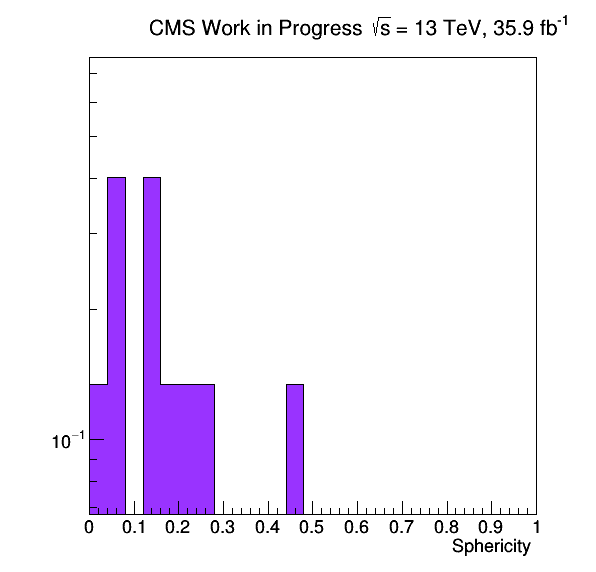 CMS Work in Progress √s = 13 TeV, 35.9 fb⁻¹
10⁻¹
0 0.1 0.2 0.3 0.4 0.5 0.6 0.7 0.8 0.9 1
Sphericity